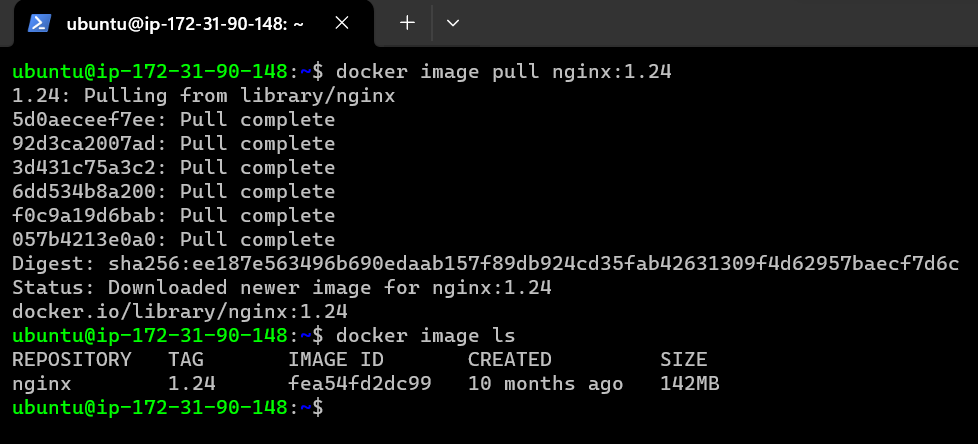 ubuntu@ip-172-31-90-148: ~
ubuntu@ip-172-31-90-148:~$ docker image pull nginx:1.24
1.24: Pulling from library/nginx
5d0aeceef7ee: Pull complete
92d3ca2007ad: Pull complete
3d431c75a3c2: Pull complete
6dd534b8a200: Pull complete
f0c9a19d6bab: Pull complete
057b4213e0a0: Pull complete
Digest: sha256:ee187e563496b690edaab157f89db924cd35fab42631309f4d62957baecf7d6c
Status: Downloaded newer image for nginx:1.24
docker.io/library/nginx:1.24
ubuntu@ip-172-31-90-148:~$ docker image ls
REPOSITORY   TAG       IMAGE ID       CREATED         SIZE
nginx        1.24      fea54fd2dc99   10 months ago   142MB
ubuntu@ip-172-31-90-148:~$